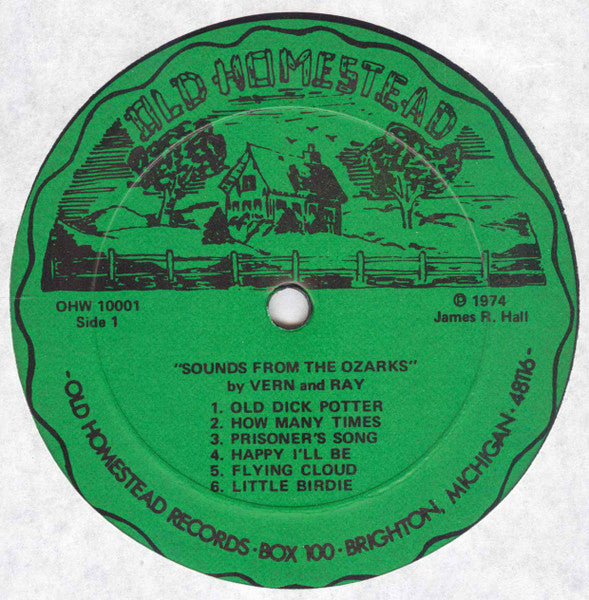 OLD HOMESTEAD
OHW 10001
Side 1
℗ 1974
James R. Hall
"SOUNDS FROM THE OZARKS"
by VERN and RAY
1. OLD DICK POTTER
2. HOW MANY TIMES
3. PRISONER'S SONG
4. HAPPY I'LL BE
5. FLYING CLOUD
6. LITTLE BIRDIE
- OLD HOMESTEAD RECORDS · BOX 100 · BRIGHTON, MICHIGAN · 48116 -